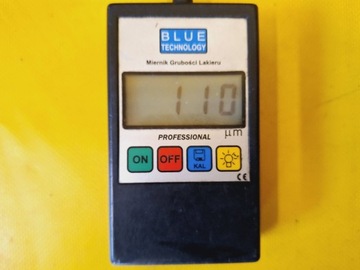 BLUE
TECHNOLOGY
Miernik Grubości Lakieru
110
µm
PROFESSIONAL
ON
OFF
KAL
CE